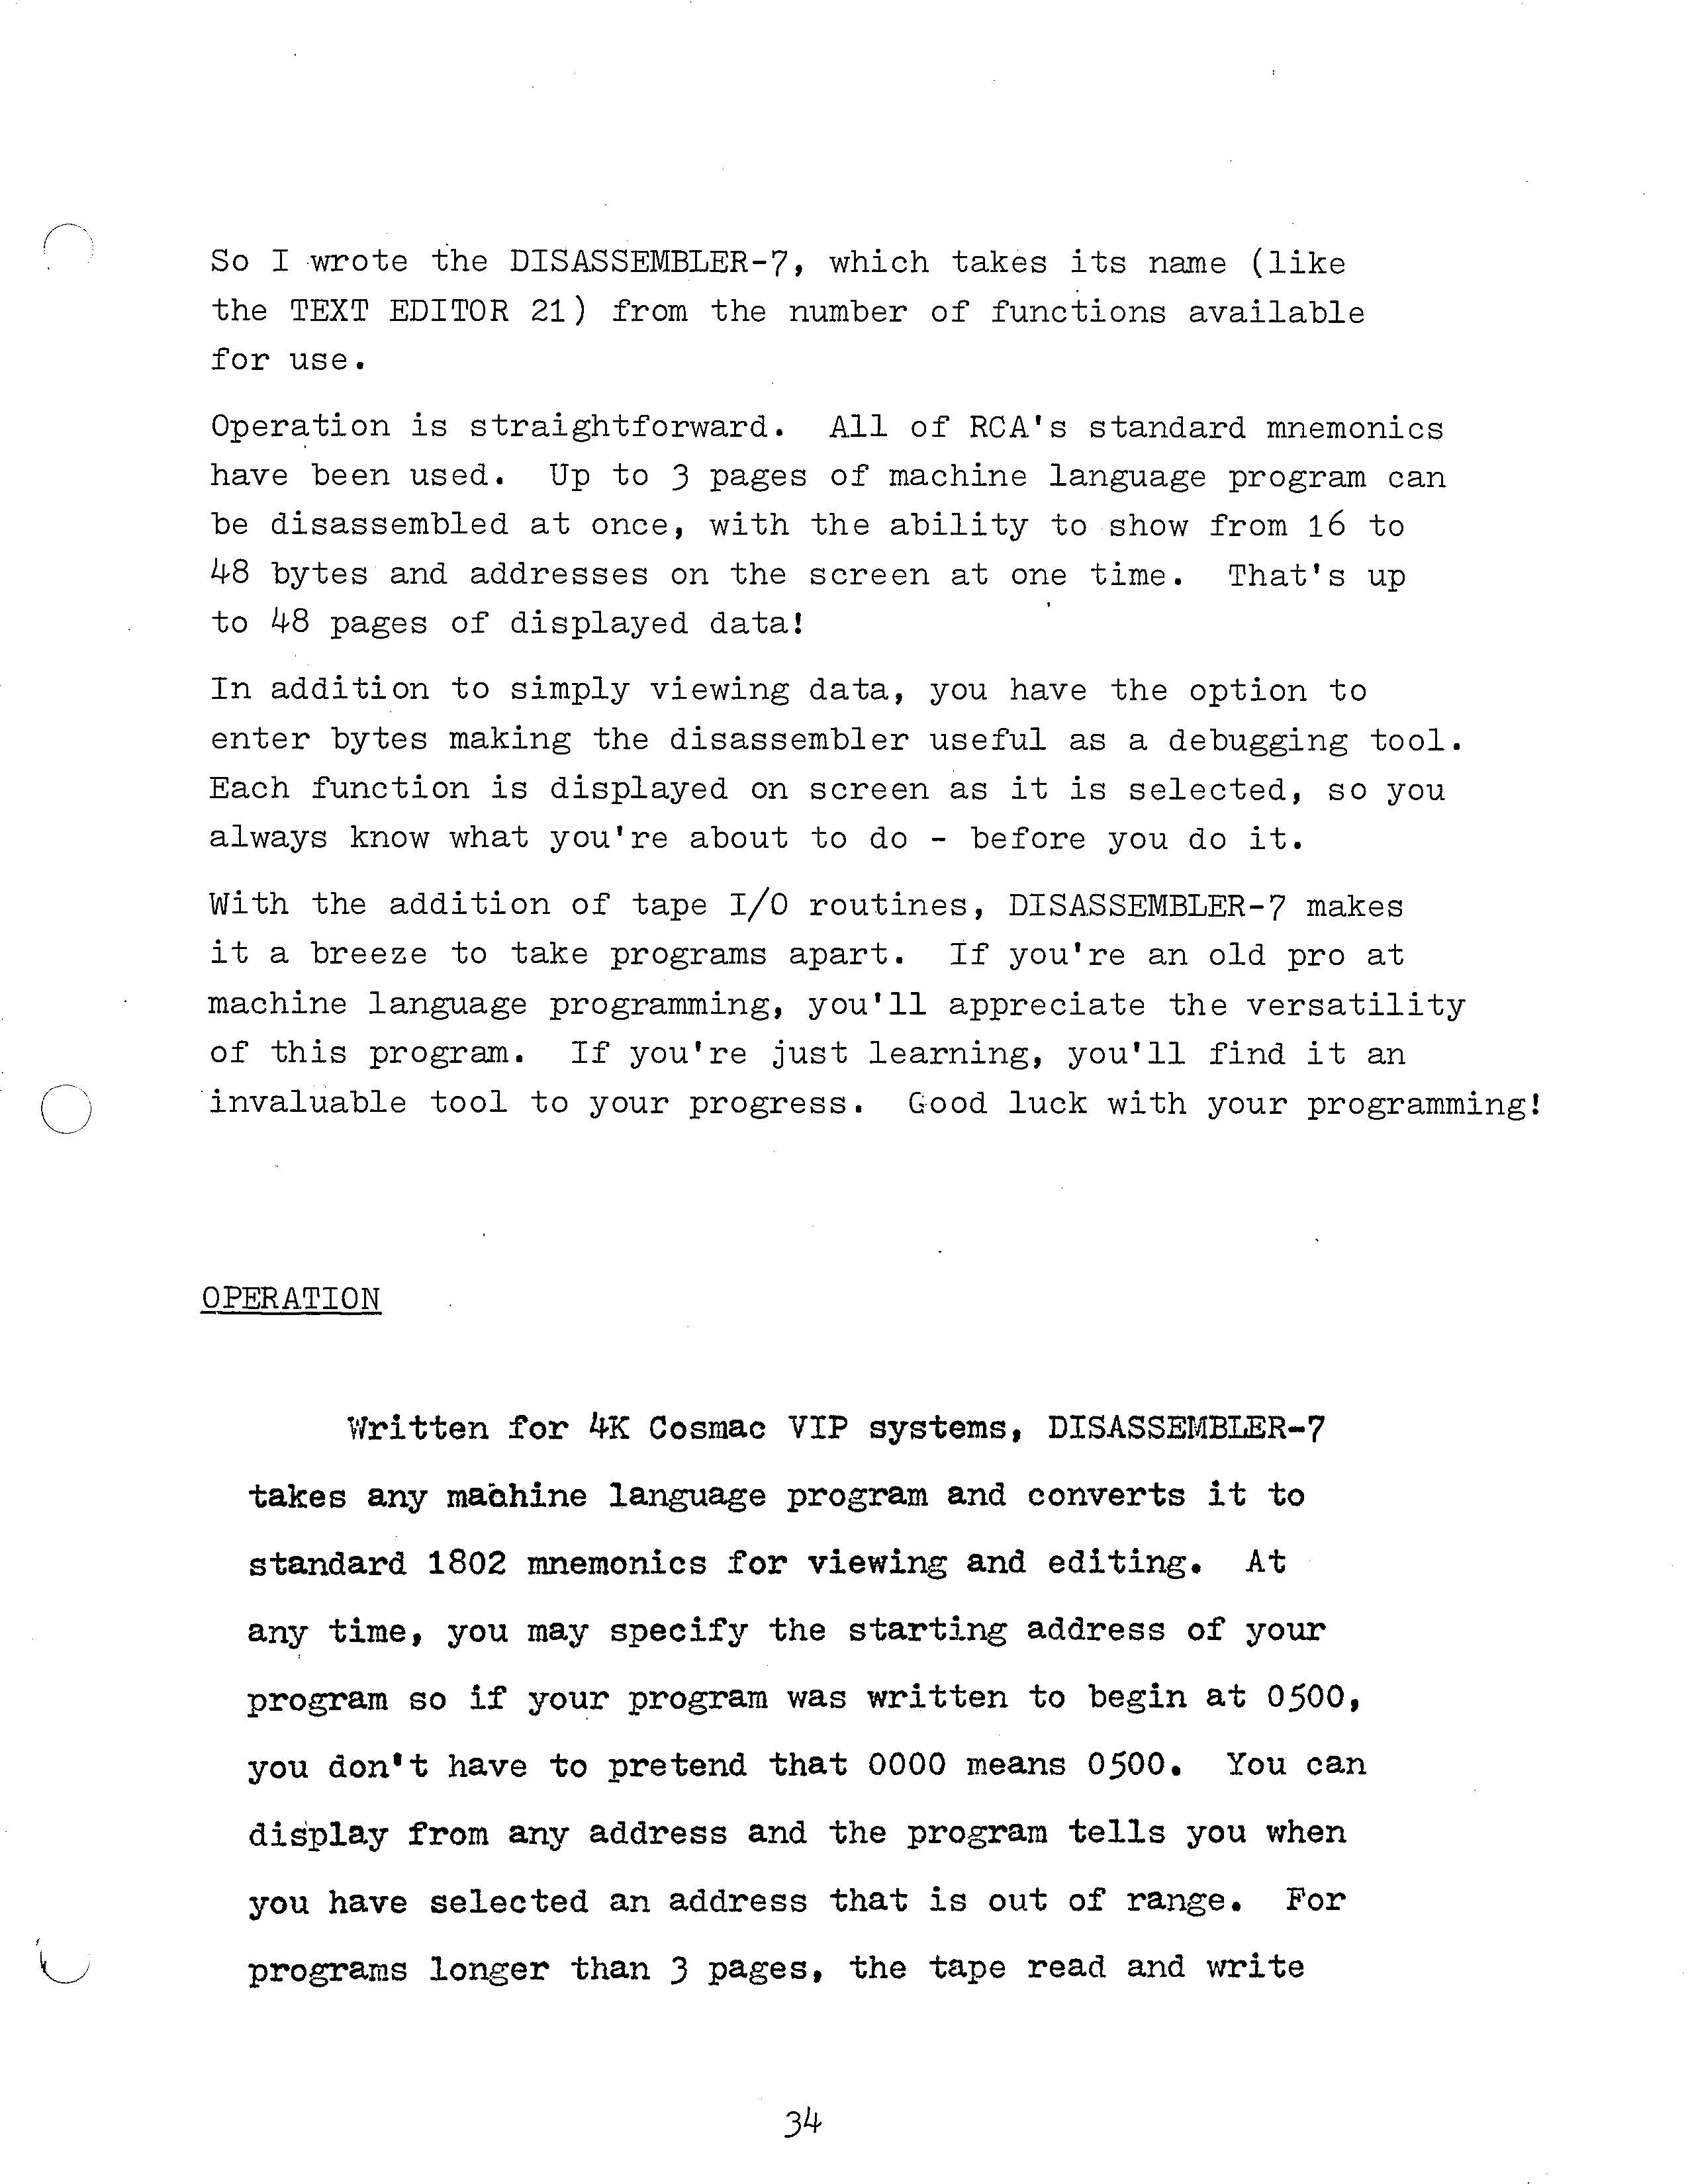 So I wrote the DISASSEMBLER-7, which takes its name (like
the TEXT EDITOR 21) from the number of functions available
for use.
Operation is straightforward. All of RCA's standard mnemonics
have been used. Up to 3 pages of machine language program can
be disassembled at once, with the ability to show from 16 to
48 bytes and addresses on the screen at one time. That's up
to 48 pages of displayed data!
In addition to simply viewing data, you have the option to
enter bytes making the disassembler useful as a debugging tool.
Each function is displayed on screen as it is selected, so you
always know what you're about to do - before you do it.
With the addition of tape I/O routines, DISASSEMBLER-7 makes
it a breeze to take programs apart. If you're an old pro at
machine language programming, you'll appreciate the versatility
of this program. If you're just learning, you'll find it an
invaluable tool to your progress. Good luck with your programming!
OPERATION
Written for 4K Cosmac VIP systems, DISASSEMBLER-7
takes any machine language program and converts it to
standard 1802 mnemonics for viewing and editing. At
any time, you may specify the starting address of your
program so if your program was written to begin at 0500,
you don't have to pretend that 0000 means 0500. You can
display from any address and the program tells you when
you have selected an address that is out of range. For
programs longer than 3 pages, the tape read and write
34